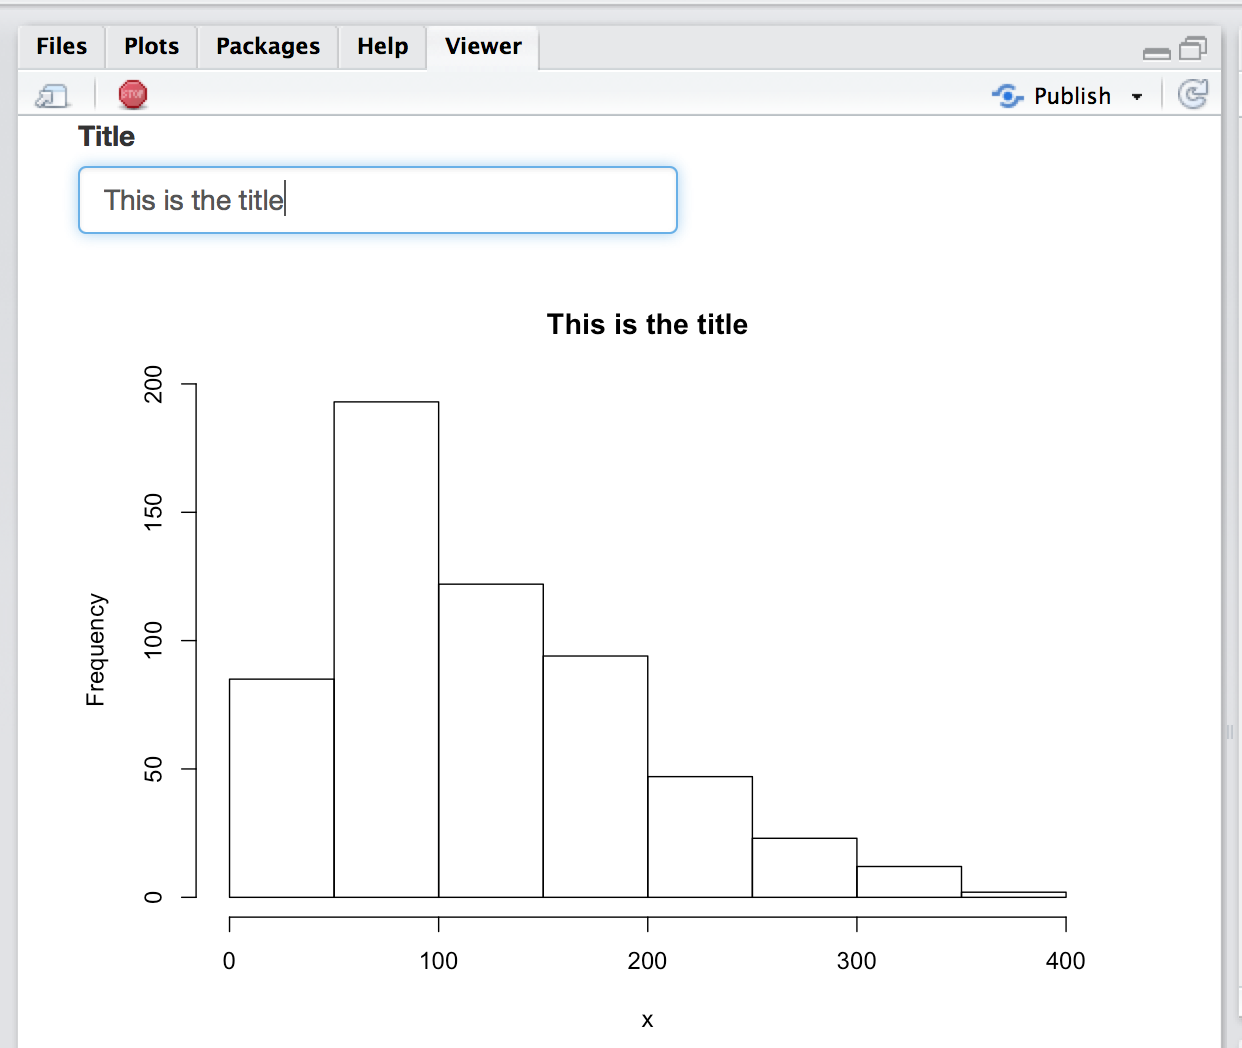 Files Plots Packages Help Viewer
STOP Publish
Title
This is the title
This is the title
200
150
100
50
0
Frequency
0 100 200 300 400
x